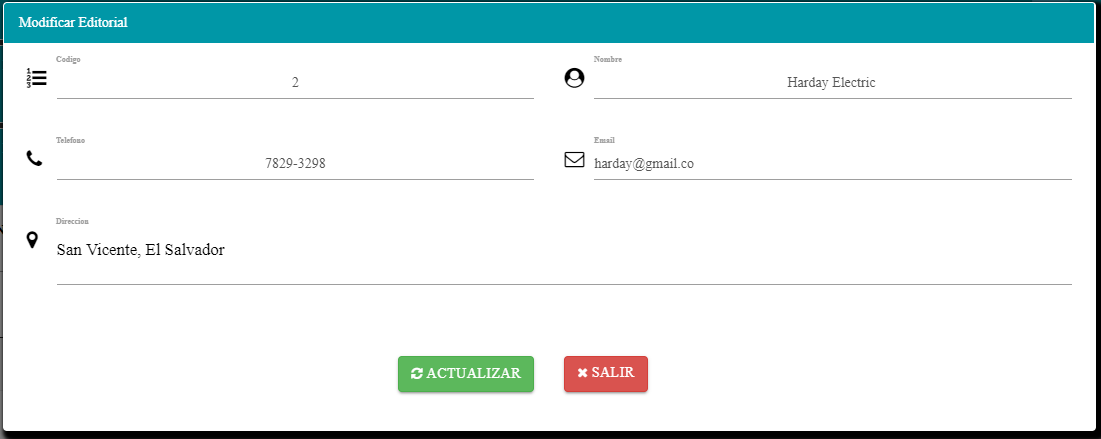 Modificar Editorial
Codigo
2
Nombre
Harday Electric
Telefono
7829-3298
Email
harday@gmail.co
Direccion
San Vicente, El Salvador
ACTUALIZAR
SALIR